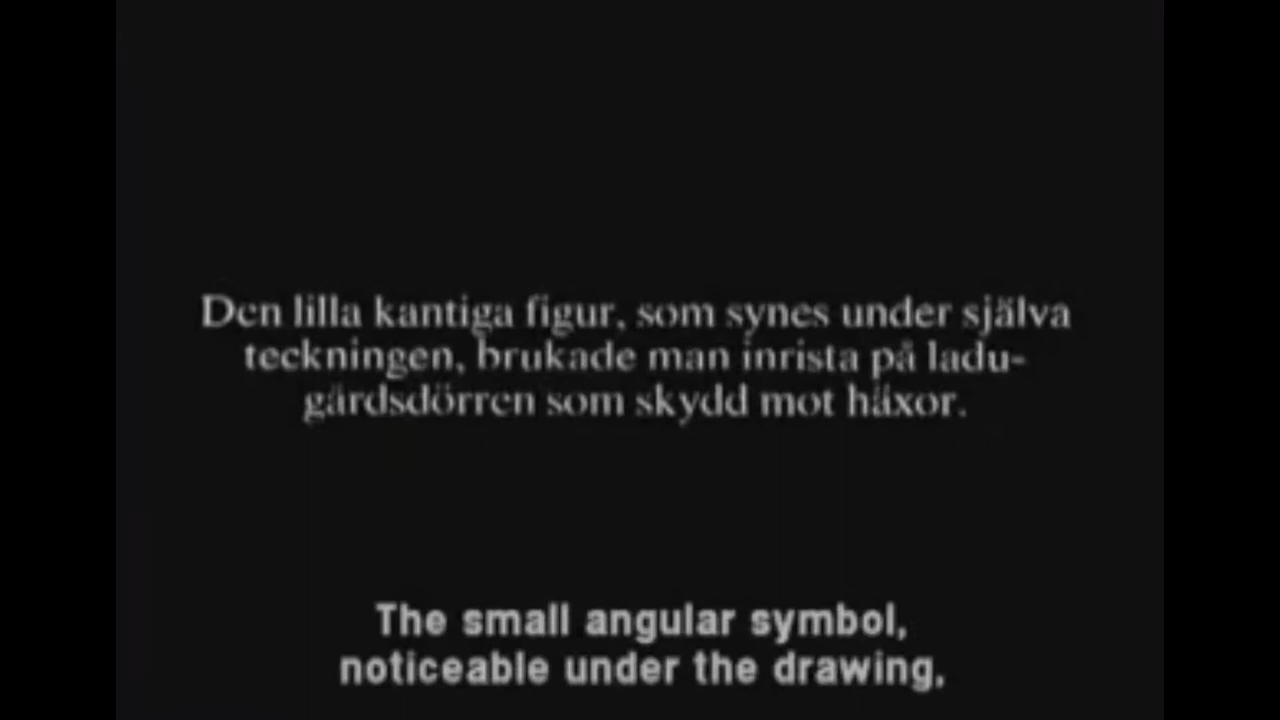 Den lilla kantiga figur, som synes under själva
teckningen, brukade man inrista på ladu-
gårdsdörren som skydd mot häxor.
The small angular symbol,
noticeable under the drawing,